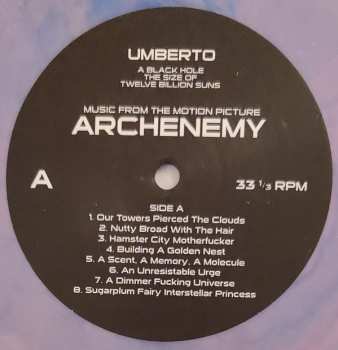 UMBERTO
A BLACK HOLE
THE SIZE OF
TWELVE BILLION SUNS
MUSIC FROM THE MOTION PICTURE
ARCHENEMY
A
33 1/3 RPM
SIDE A
1. Our Towers Pierced The Clouds
2. Nutty Broad With The Hair
3. Hamster City Motherfucker
4. Building A Golden Nest
5. A Scent, A Memory, A Molecule
6. An Unresistable Urge
7. A Dimmer Fucking Universe
8. Sugarplum Fairy Interstellar Princess